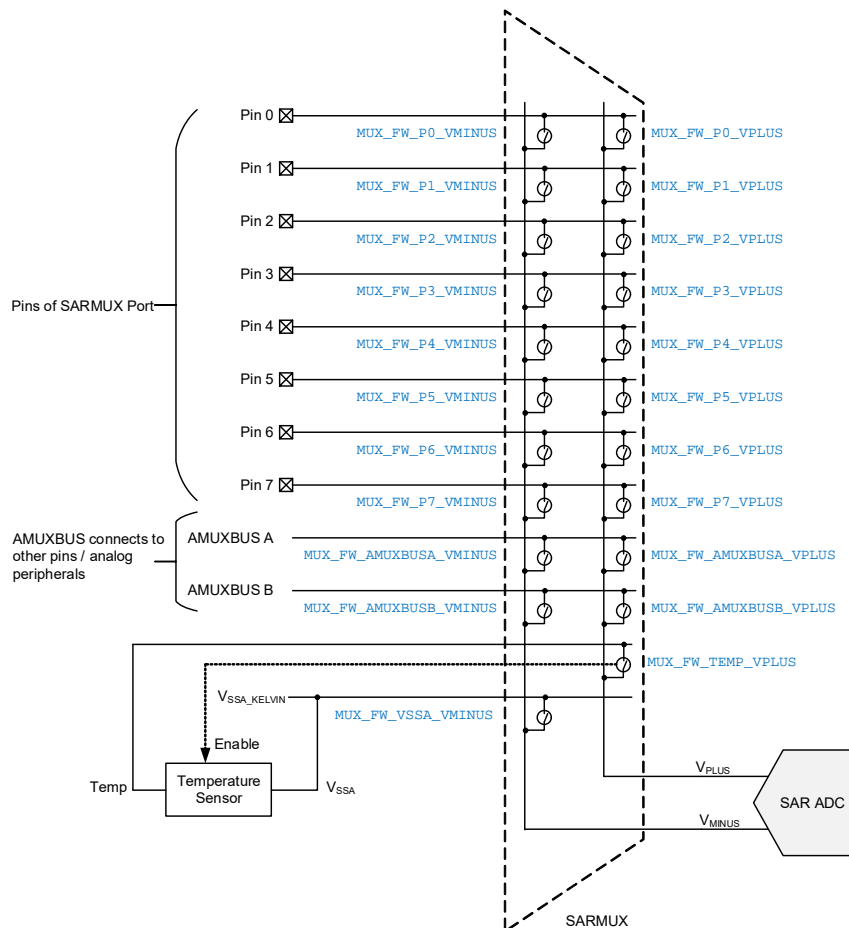 Pin 0
MUX_FW_P0_VMINUS
MUX_FW_P0_VPLUS
Pin 1
MUX_FW_P1_VMINUS
MUX_FW_P1_VPLUS
Pin 2
MUX_FW_P2_VMINUS
MUX_FW_P2_VPLUS
Pin 3
MUX_FW_P3_VMINUS
MUX_FW_P3_VPLUS
Pins of SARMUX Port
Pin 4
MUX_FW_P4_VMINUS
MUX_FW_P4_VPLUS
Pin 5
MUX_FW_P5_VMINUS
MUX_FW_P5_VPLUS
Pin 6
MUX_FW_P6_VMINUS
MUX_FW_P6_VPLUS
Pin 7
MUX_FW_P7_VMINUS
MUX_FW_P7_VPLUS
AMUXBUS connects to
other pins / analog
peripherals
AMUXBUS A
MUX_FW_AMUXBUSA_VMINUS
MUX_FW_AMUXBUSA_VPLUS
AMUXBUS B
MUX_FW_AMUXBUSB_VMINUS
MUX_FW_AMUXBUSB_VPLUS
MUX_FW_TEMP_VPLUS
VSSA_KELVIN
MUX_FW_VSSA_VMINUS
Enable
Temp
Temperature
Sensor
VSSA
VPLUS
SAR ADC
VMINUS
SARMUX